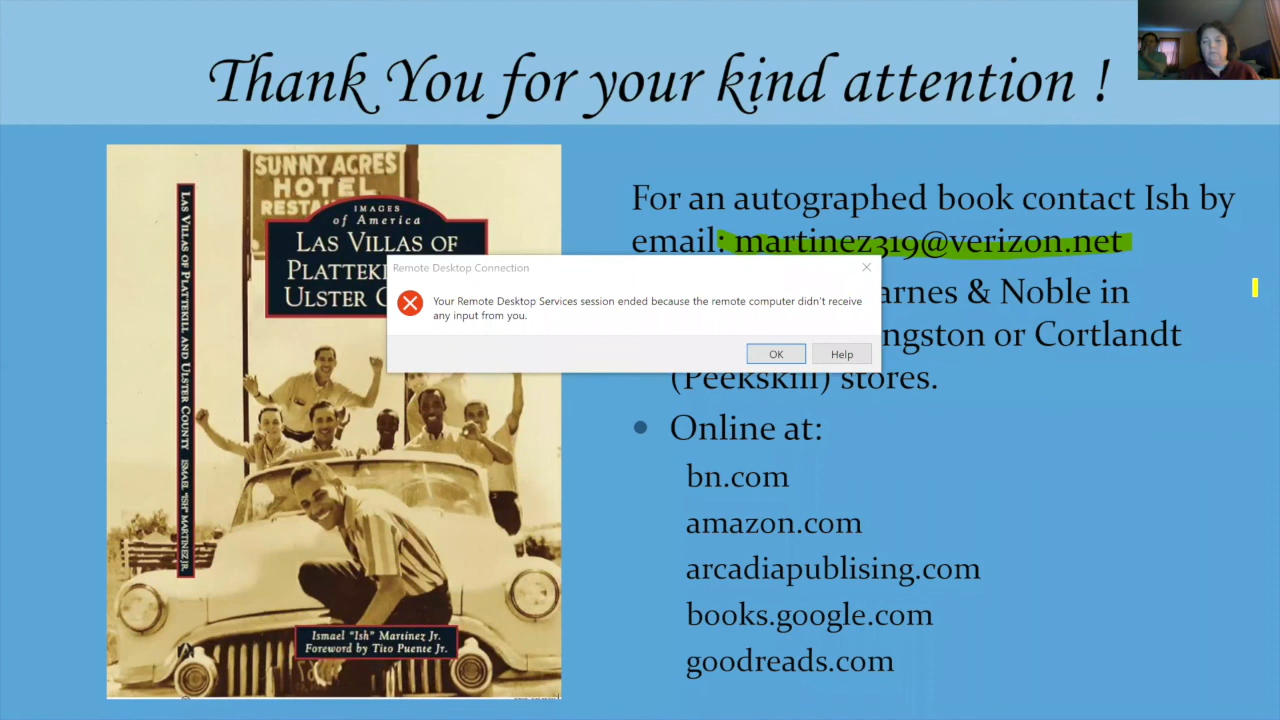 Thank You for your kind attention !
SUNNY ACRES
HOTEL
IMAGES
of America
LAS VILLAS OF
ULSTER
LAS VILLAS OF PLATTEKILL AND ULSTER COUNTY ISMAEL "ISH" MARTINEZ JR.
Ismael "Ish" Martinez Jr.
Foreword by Tito Puente Jr.
For an autographed book contact Ish by
email: martinez319@verizon.net
& Noble in
or Cortlandt
(Peekskill) stores.
Online at:
bn.com
amazon.com
arcadiapublising.com
books.google.com
goodreads.com
Remote Desktop Connection
Your Remote Desktop Services session ended because the remote computer didn't receive
any input from you.
OK
Help